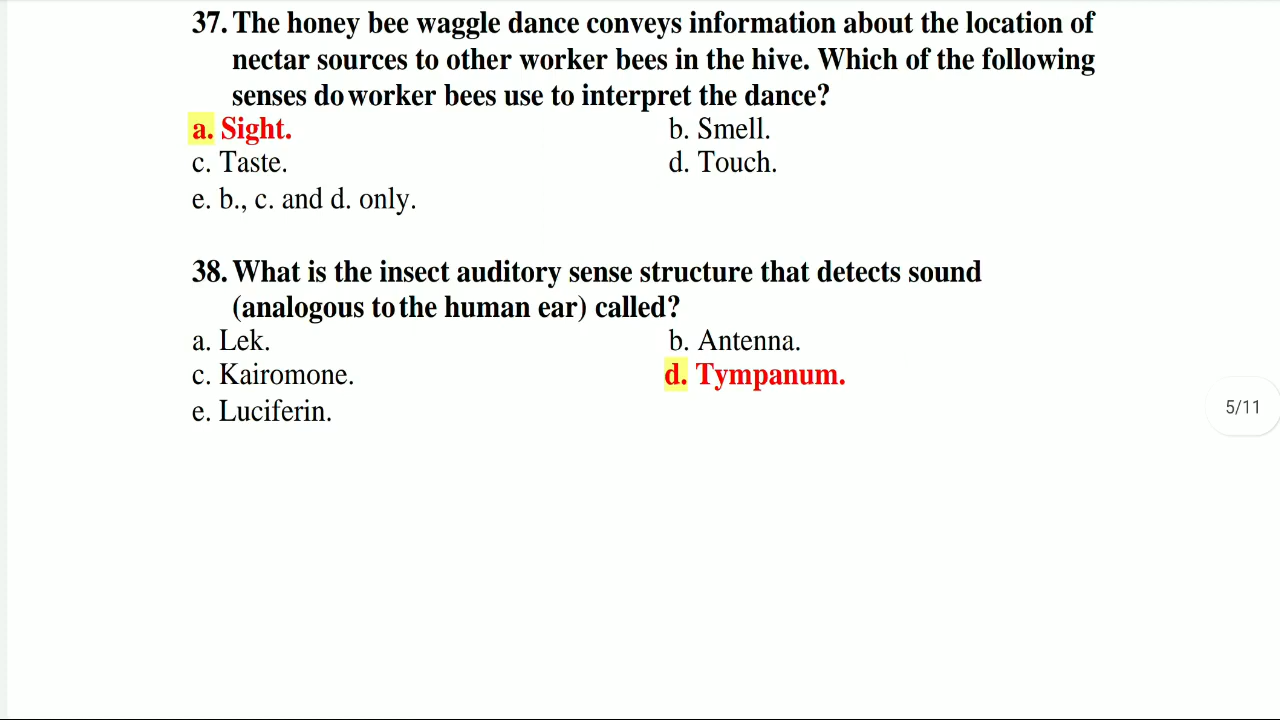 37. The honey bee waggle dance conveys information about the location of
nectar sources to other worker bees in the hive. Which of the following
senses do worker bees use to interpret the dance?
a. Sight. b. Smell.
c. Taste. d. Touch.
e. b., c. and d. only.
38. What is the insect auditory sense structure that detects sound
(analogous to the human ear) called?
a. Lek. b. Antenna.
c. Kairomone. d. Tympanum.
5/11
e. Luciferin.